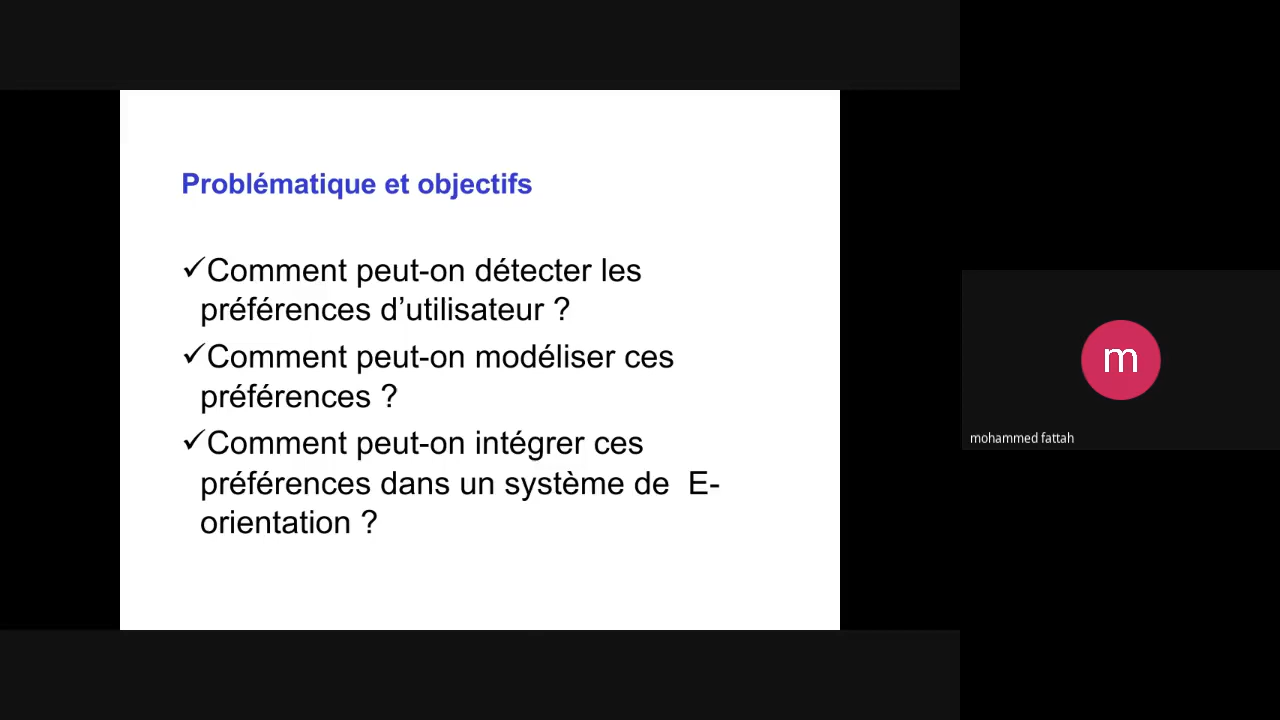 Problématique et objectifs
✓Comment peut-on détecter les
préférences d’utilisateur ?
✓Comment peut-on modéliser ces
préférences ?
✓Comment peut-on intégrer ces
préférences dans un système de  E-
orientation ?
m
mohammed fattah